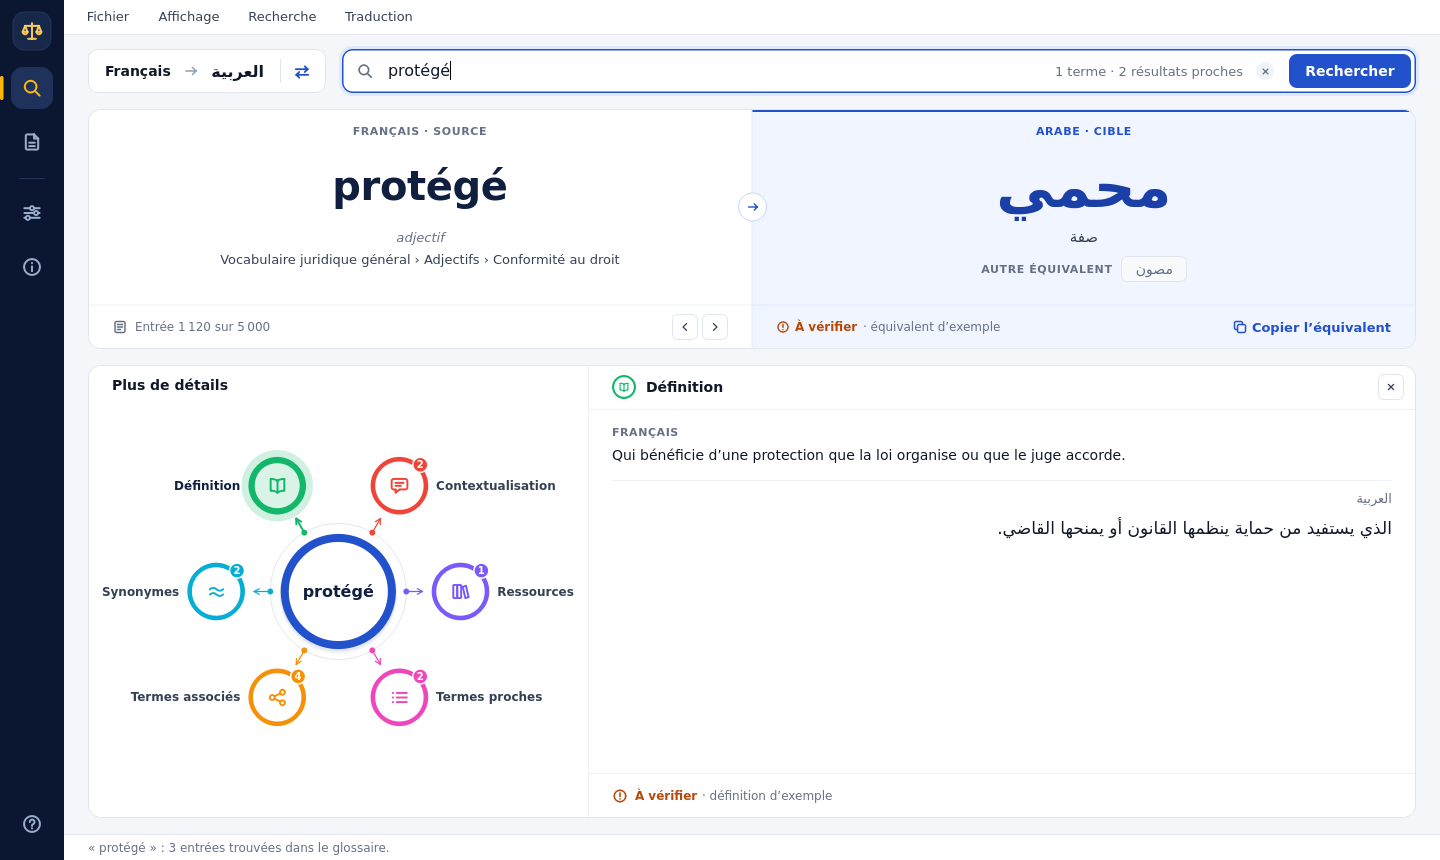 Fichier Affichage Recherche Traduction
Français → العربية
protégé
1 terme · 2 résultats proches
Rechercher
FRANÇAIS · SOURCE
protégé
adjectif
Vocabulaire juridique général › Adjectifs › Conformité au droit
Entrée 1 120 sur 5 000
ARABE · CIBLE
محمي
صفة
AUTRE ÉQUIVALENT مصون
À vérifier · équivalent d’exemple
Copier l’équivalent
Plus de détails
Définition
2
Contextualisation
Synonymes
2
protégé
1
Ressources
Termes associés
4
2
Termes proches
Définition
FRANÇAIS
Qui bénéficie d’une protection que la loi organise ou que le juge accorde.
العربية
الذي يستفيد من حماية ينظمها القانون أو يمنحها القاضي.
À vérifier · définition d’exemple
« protégé » : 3 entrées trouvées dans le glossaire.